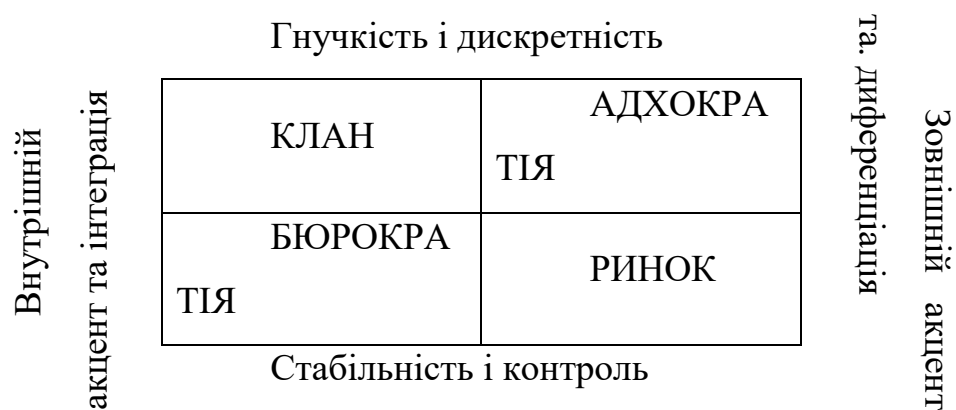 Гнучкість і дискретність
Внутрішній
акцент та інтеграція
КЛАН
АДХОКРА
ТІЯ
БЮРОКРА
ТІЯ
РИНОК
Зовнішній акцент
та. диференціація
Стабільність і контроль